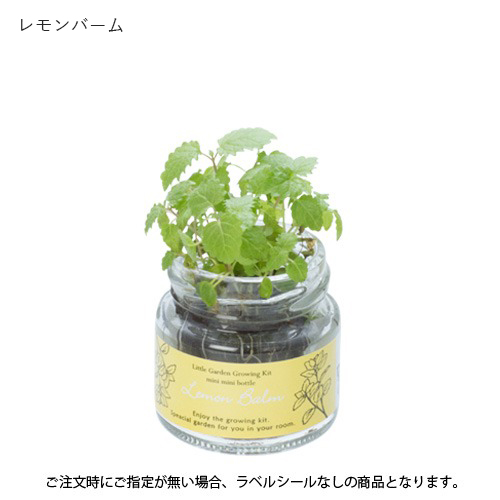 レモンバーム
Little Garden Growing Kit
mini mini bottle
Lemon Balm
Enjoy the growing kit.
Spescial garden for you in your room.
ご注文時にご指定が無い場合、ラベルシールなしの商品となります。